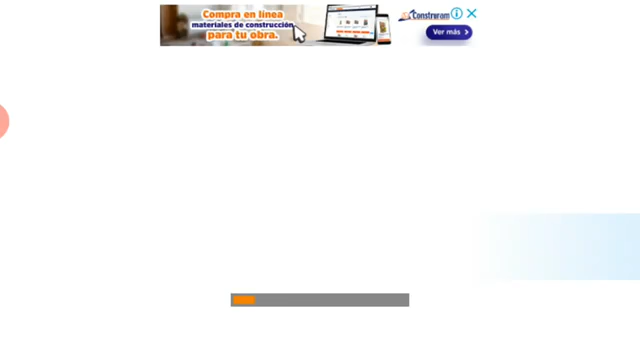 Compra en línea
materiales de construcción
para tu obra.
Construrama
Ver más